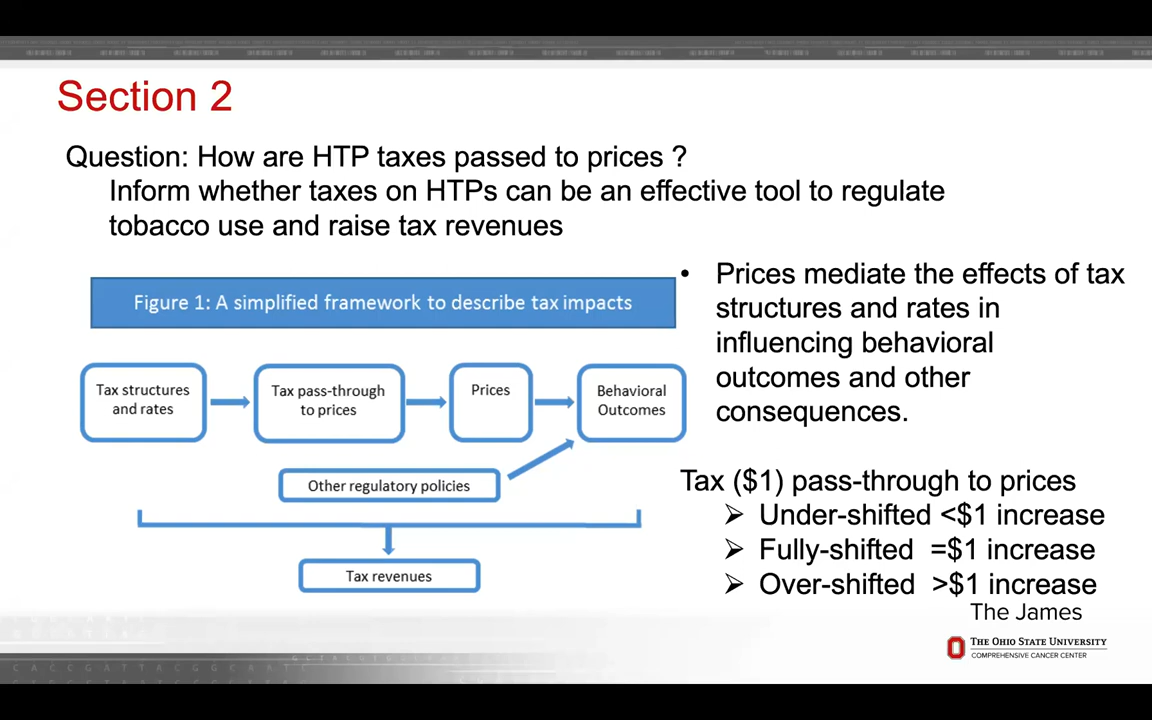 Section 2
Question: How are HTP taxes passed to prices ?
Inform whether taxes on HTPs can be an effective tool to regulate
tobacco use and raise tax revenues
Figure 1: A simplified framework to describe tax impacts
Tax structures
and rates
Tax pass-through
to prices
Prices
Behavioral
Outcomes
Other regulatory policies
Tax revenues
• Prices mediate the effects of tax
structures and rates in
influencing behavioral
outcomes and other
consequences.
Tax ($1) pass-through to prices
➢ Under-shifted <$1 increase
➢ Fully-shifted =$1 increase
➢ Over-shifted >$1 increase
The James
THE OHIO STATE UNIVERSITY
COMPREHENSIVE CANCER CENTER